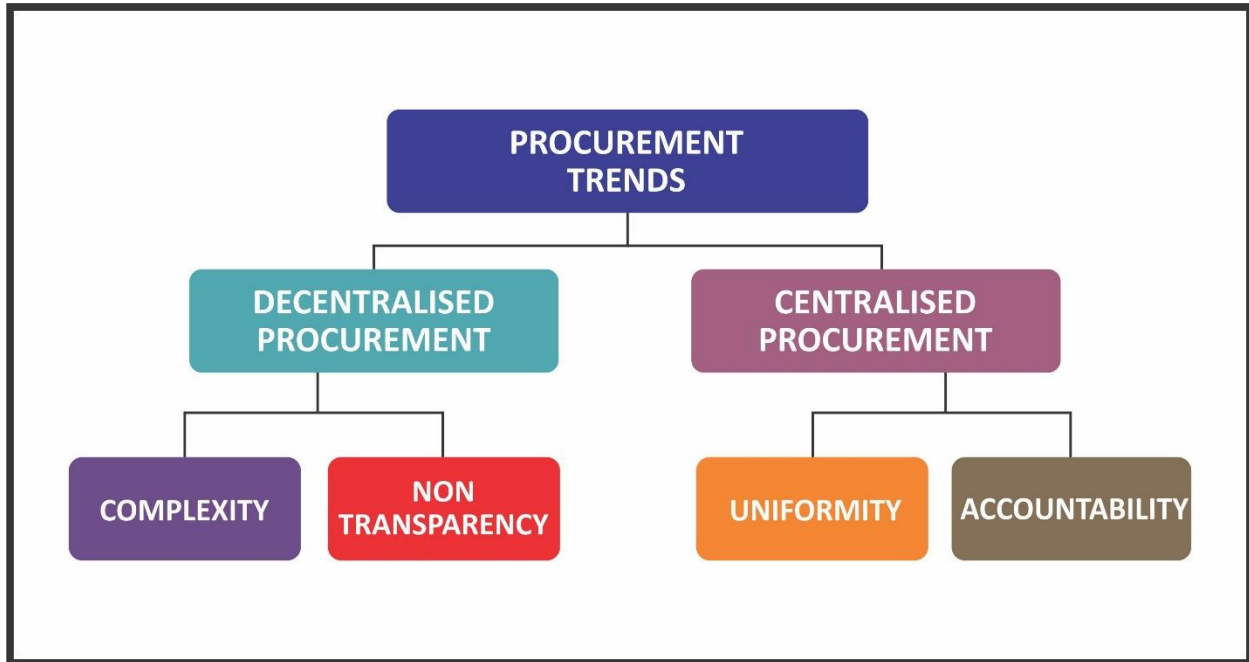 PROCUREMENT
TRENDS
DECENTRALISED
PROCUREMENT
CENTRALISED
PROCUREMENT
COMPLEXITY
NON
TRANSPARENCY
UNIFORMITY
ACCOUNTABILITY